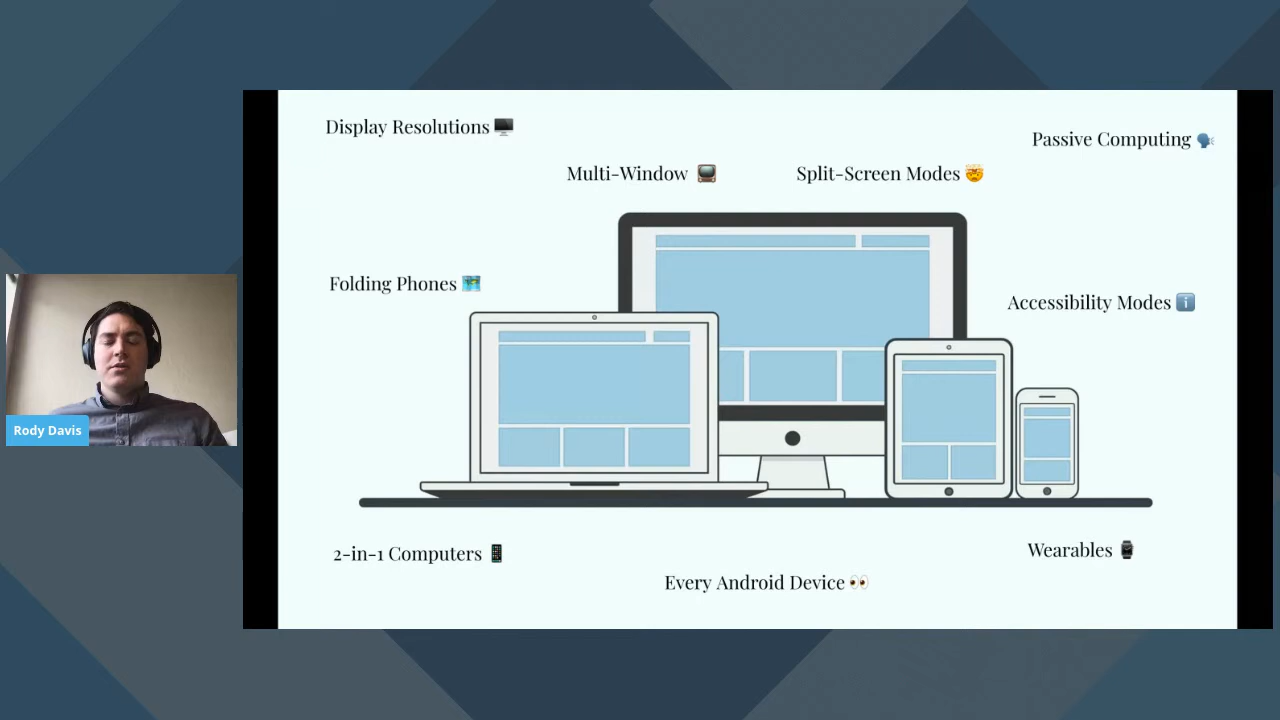 Display Resolutions 🖥️
Passive Computing 🗣️
Multi-Window 📺
Split-Screen Modes 🤯
Folding Phones 🗺️
Accessibility Modes ℹ️
Rody Davis
2-in-1 Computers 📱
Wearables ⌚
Every Android Device 👀